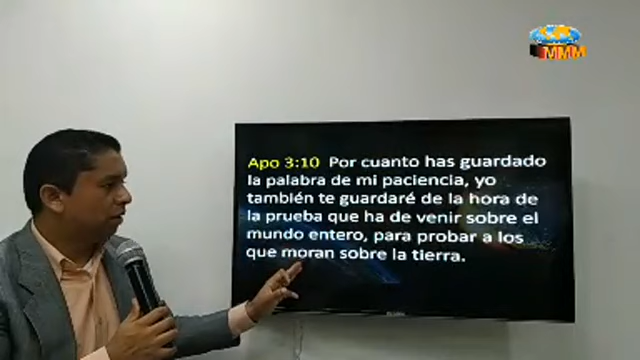 MMM
Apo 3:10 Por cuanto has guardado
la palabra de mi paciencia, yo
también te guardaré de la hora de
la prueba que ha de venir sobre el
mundo entero, para probar a los
que moran sobre la tierra.